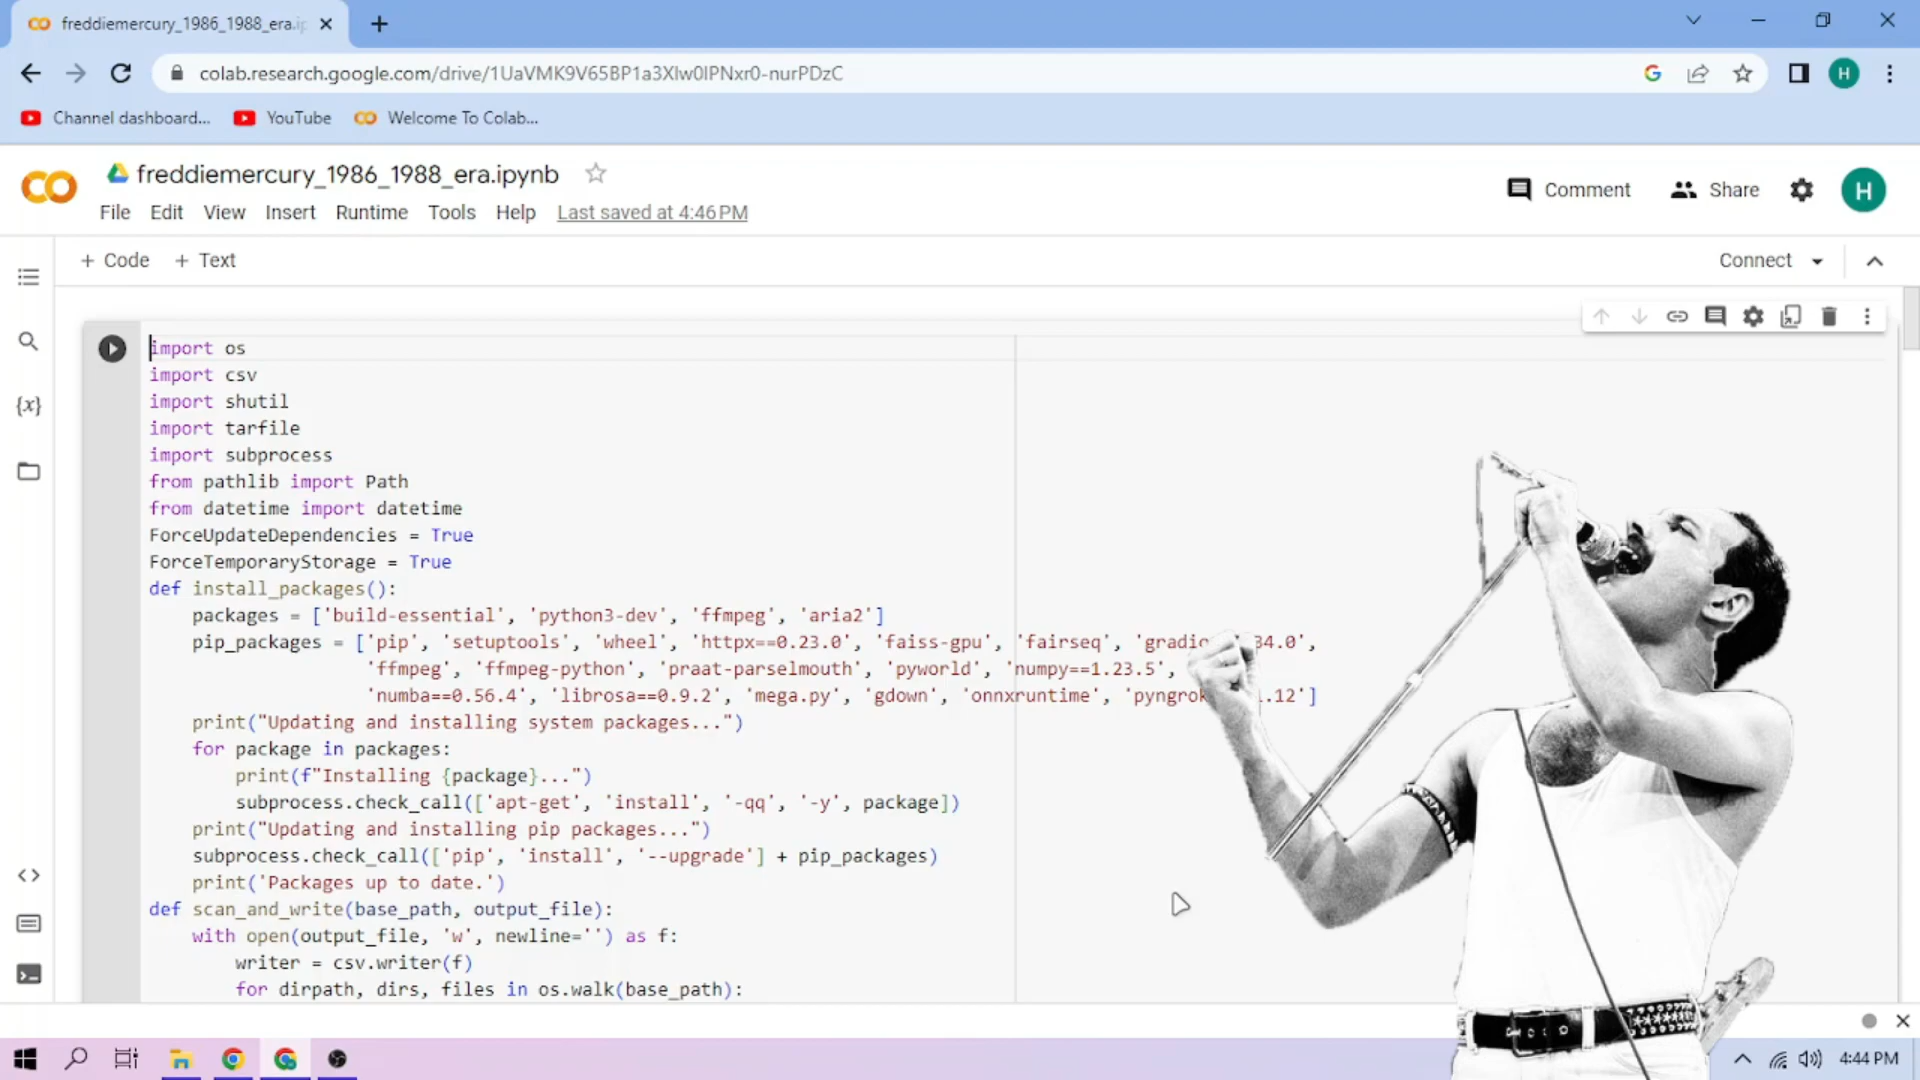 freddiemercury_1986_1988_era.ip
colab.research.google.com/drive/1UaVMK9V65BP1a3Xlw0lPNxr0-nurPDzC
H
Channel dashboard...
YouTube
Welcome To Colab...
freddiemercury_1986_1988_era.ipynb
Comment
Share
H
File Edit View Insert Runtime Tools Help Last saved at 4:46 PM
+ Code + Text
Connect
import os
import csv
import shutil
import tarfile
import subprocess
from pathlib import Path
from datetime import datetime
ForceUpdateDependencies = True
ForceTemporaryStorage = True
def install_packages():
packages = ['build-essential', 'python3-dev', 'ffmpeg', 'aria2']
pip_packages = ['pip', 'setuptools', 'wheel', 'httpx==0.23.0', 'faiss-gpu', 'fairseq', 'gradio 34.0',
'ffmpeg', 'ffmpeg-python', 'praat-parselmouth', 'pyworld', 'numpy==1.23.5',
'numba==0.56.4', 'librosa==0.9.2', 'mega.py', 'gdown', 'onnxruntime', 'pyngrok .12']
print("Updating and installing system packages...")
for package in packages:
print(f"Installing {package}...")
subprocess.check_call(['apt-get', 'install', '-qq', '-y', package])
print("Updating and installing pip packages...")
subprocess.check_call(['pip', 'install', '--upgrade'] + pip_packages)
print('Packages up to date.')
def scan_and_write(base_path, output_file):
with open(output_file, 'w', newline='') as f:
writer = csv.writer(f)
for dirpath, dirs, files in os.walk(base_path):
4:44 PM